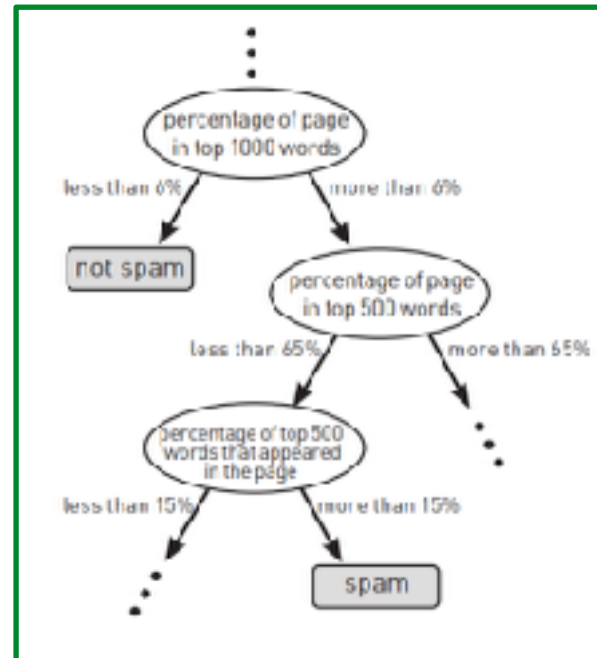 percentage of page
in top 1000 words
less than 6%
more than 6%
not spam
percentage of page
in top 500 words
less than 65%
more than 65%
percentage of top 500
words that appeared
in the page
less than 15%
more than 15%
spam